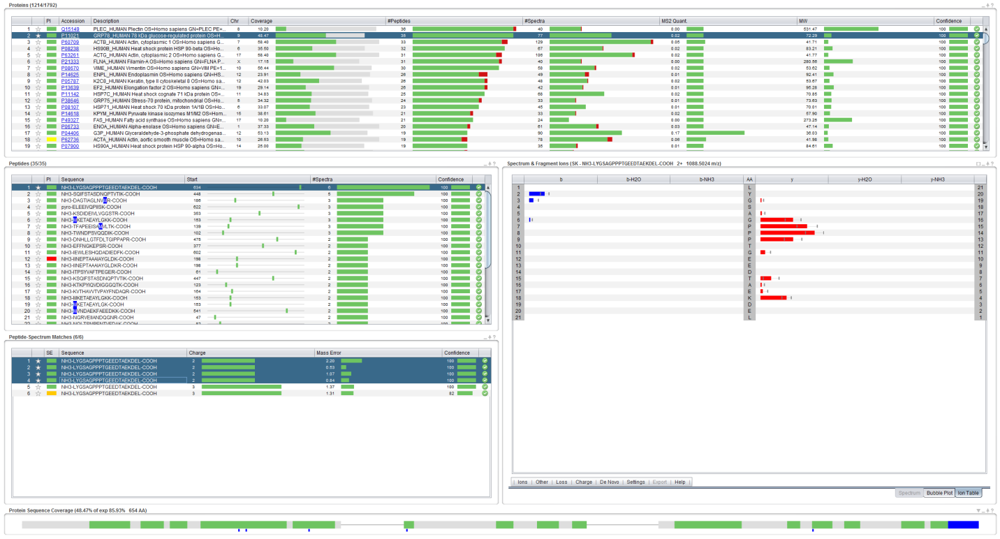 Proteins (1214/1792)
PI Accession Description Chr Coverage #Peptides #Spectra MS2 Quant. MW Confidence
1 Q15149 PLEC_HUMAN Plectin OS=Homo sapiens GN=PLEC PE=... 8 10.20 36 40 0.00 531.47 100
2 P11021 GRP78_HUMAN 78 kDa glucose-regulated protein OS=H... 9 48.47 35 77 0.02 72.29 100
3 P60709 ACTB_HUMAN Actin, cytoplasmic 1 OS=Homo sapiens G... 7 58.40 33 129 0.05 41.71 100
4 P08238 HS90B_HUMAN Heat shock protein HSP 90-beta OS=Ho... 6 35.50 32 67 0.02 83.21 100
5 P63261 ACTG_HUMAN Actin, cytoplasmic 2 OS=Homo sapiens G... 17 58.40 31 106 0.02 41.77 100
6 P21333 FLNA_HUMAN Filamin-A OS=Homo sapiens GN=FLNA P... X 17.15 31 40 0.00 280.56 100
7 P08670 VIME_HUMAN Vimentin OS=Homo sapiens GN=VIM PE=1... 10 56.44 30 58 0.02 53.62 100
8 P14625 ENPL_HUMAN Endoplasmin OS=Homo sapiens GN=HS... 12 23.91 26 49 0.01 92.41 100
9 P05787 K2C8_HUMAN Keratin, type II cytoskeletal 8 OS=Homo sa... 12 42.03 26 48 0.02 53.67 100
10 P13639 EF2_HUMAN Elongation factor 2 OS=Homo sapiens GN=... 19 29.14 26 42 0.01 95.28 100
11 P11142 HSP7C_HUMAN Heat shock cognate 71 kDa protein OS=... 11 34.83 25 68 0.02 70.85 100
12 P38646 GRP75_HUMAN Stress-70 protein, mitochondrial OS=Ho... 5 34.32 24 33 0.01 73.63 100
13 P08107 HSP71_HUMAN Heat shock 70 kDa protein 1A/1B OS=Ho... 6 33.07 23 45 0.02 70.01 100
14 P14618 KPYM_HUMAN Pyruvate kinase isozymes M1/M2 OS=Hom... 15 38.61 21 33 0.02 57.90 100
15 P49327 FAS_HUMAN Fatty acid synthase OS=Homo sapiens GN=... 17 10.20 21 24 0.00 273.25 100
16 P06733 ENOA_HUMAN Alpha-enolase OS=Homo sapiens GN=E... 1 37.33 20 61 0.03 47.14 100
17 P04406 G3P_HUMAN Glyceraldehyde-3-phosphate dehydrogenas... 12 53.13 19 90 0.17 36.03 100
18 P62736 ACTA_HUMAN Actin, aortic smooth muscle OS=Homo sa... 10 26.53 19 78 0.06 41.98 100
19 P07900 HS90A_HUMAN Heat shock protein HSP 90-alpha OS=Ho... 14 25.00 19 35 0.01 84.61 100
Peptides (35/35)
PI Sequence Start #Spectra Confidence
1 NH3-LYGSAGPPPTGEEDTAEKDEL-COOH 634 6 100
2 NH3-SQIFSTASDNQPTVTIK-COOH 448 5 100
3 NH3-DAGTIAGLNVMR-COOH 186 3 100
4 pyro-ELEEIVQPIISK-COOH 622 3 100
5 NH3-KSDIDEIVLVGGSTR-COOH 353 3 100
6 NH3-MKETAEAYLGKK-COOH 153 3 100
7 NH3-TFAPEEISAMVLTK-COOH 139 3 100
8 NH3-TWNDPSVQQDIK-COOH 102 3 100
9 NH3-DNHLLGTFDLTGIPPAPR-COOH 475 2 100
10 NH3-EFFNGKEPSR-COOH 377 2 100
11 NH3-IEWLESHQDADIEDFK-COOH 602 2 100
12 NH3-IINEPTAAAIAYGLDK-COOH 198 2 100
13 NH3-IINEPTAAAIAYGLDKR-COOH 198 2 100
14 NH3-ITPSYVAFTPEGER-COOH 61 2 100
15 NH3-KSQIFSTASDNQPTVTIK-COOH 447 2 100
16 NH3-KTKPYIQVDIGGGQTK-COOH 123 2 100
17 NH3-KVTHAVVTVPAYFNDAQR-COOH 164 2 100
18 NH3-MKETAEAYLGKK-COOH 153 2 100
19 NH3-MKETAEAYLGK-COOH 153 2 100
20 NH3-MVNDAEKFAEEDKK-COOH 541 2 100
21 NH3-NGRVEIIANDQGNR-COOH 47 2 100
Peptide-Spectrum Matches (6/6)
SE Sequence Charge Mass Error Confidence
1 NH3-LYGSAGPPPTGEEDTAEKDEL-COOH 2 2.20 100
2 NH3-LYGSAGPPPTGEEDTAEKDEL-COOH 2 0.53 100
3 NH3-LYGSAGPPPTGEEDTAEKDEL-COOH 2 1.07 100
4 NH3-LYGSAGPPPTGEEDTAEKDEL-COOH 2 0.84 100
5 NH3-LYGSAGPPPTGEEDTAEKDEL-COOH 3 1.37 100
6 NH3-LYGSAGPPPTGEEDTAEKDEL-COOH 3 1.31 82
Spectrum & Fragment Ions (SK - NH3-LYGSAGPPPTGEEDTAEKDEL-COOH 2+ 1088.5024 m/z)
b b-H2O b-NH3 AA y y-H2O y-NH3
1 L 21
2 Y 20
3 G 19
4 S 18
5 A 17
6 G 16
7 P 15
8 P 14
9 P 13
10 T 12
11 G 11
12 E 10
13 E 9
14 D 8
15 T 7
16 A 6
17 E 5
18 K 4
19 D 3
20 E 2
21 L 1
Ions | Other | Loss | Charge | De Novo | Settings | Export | Help
Spectrum Bubble Plot Ion Table
Protein Sequence Coverage (48.47% of exp 85.93% 654 AA)